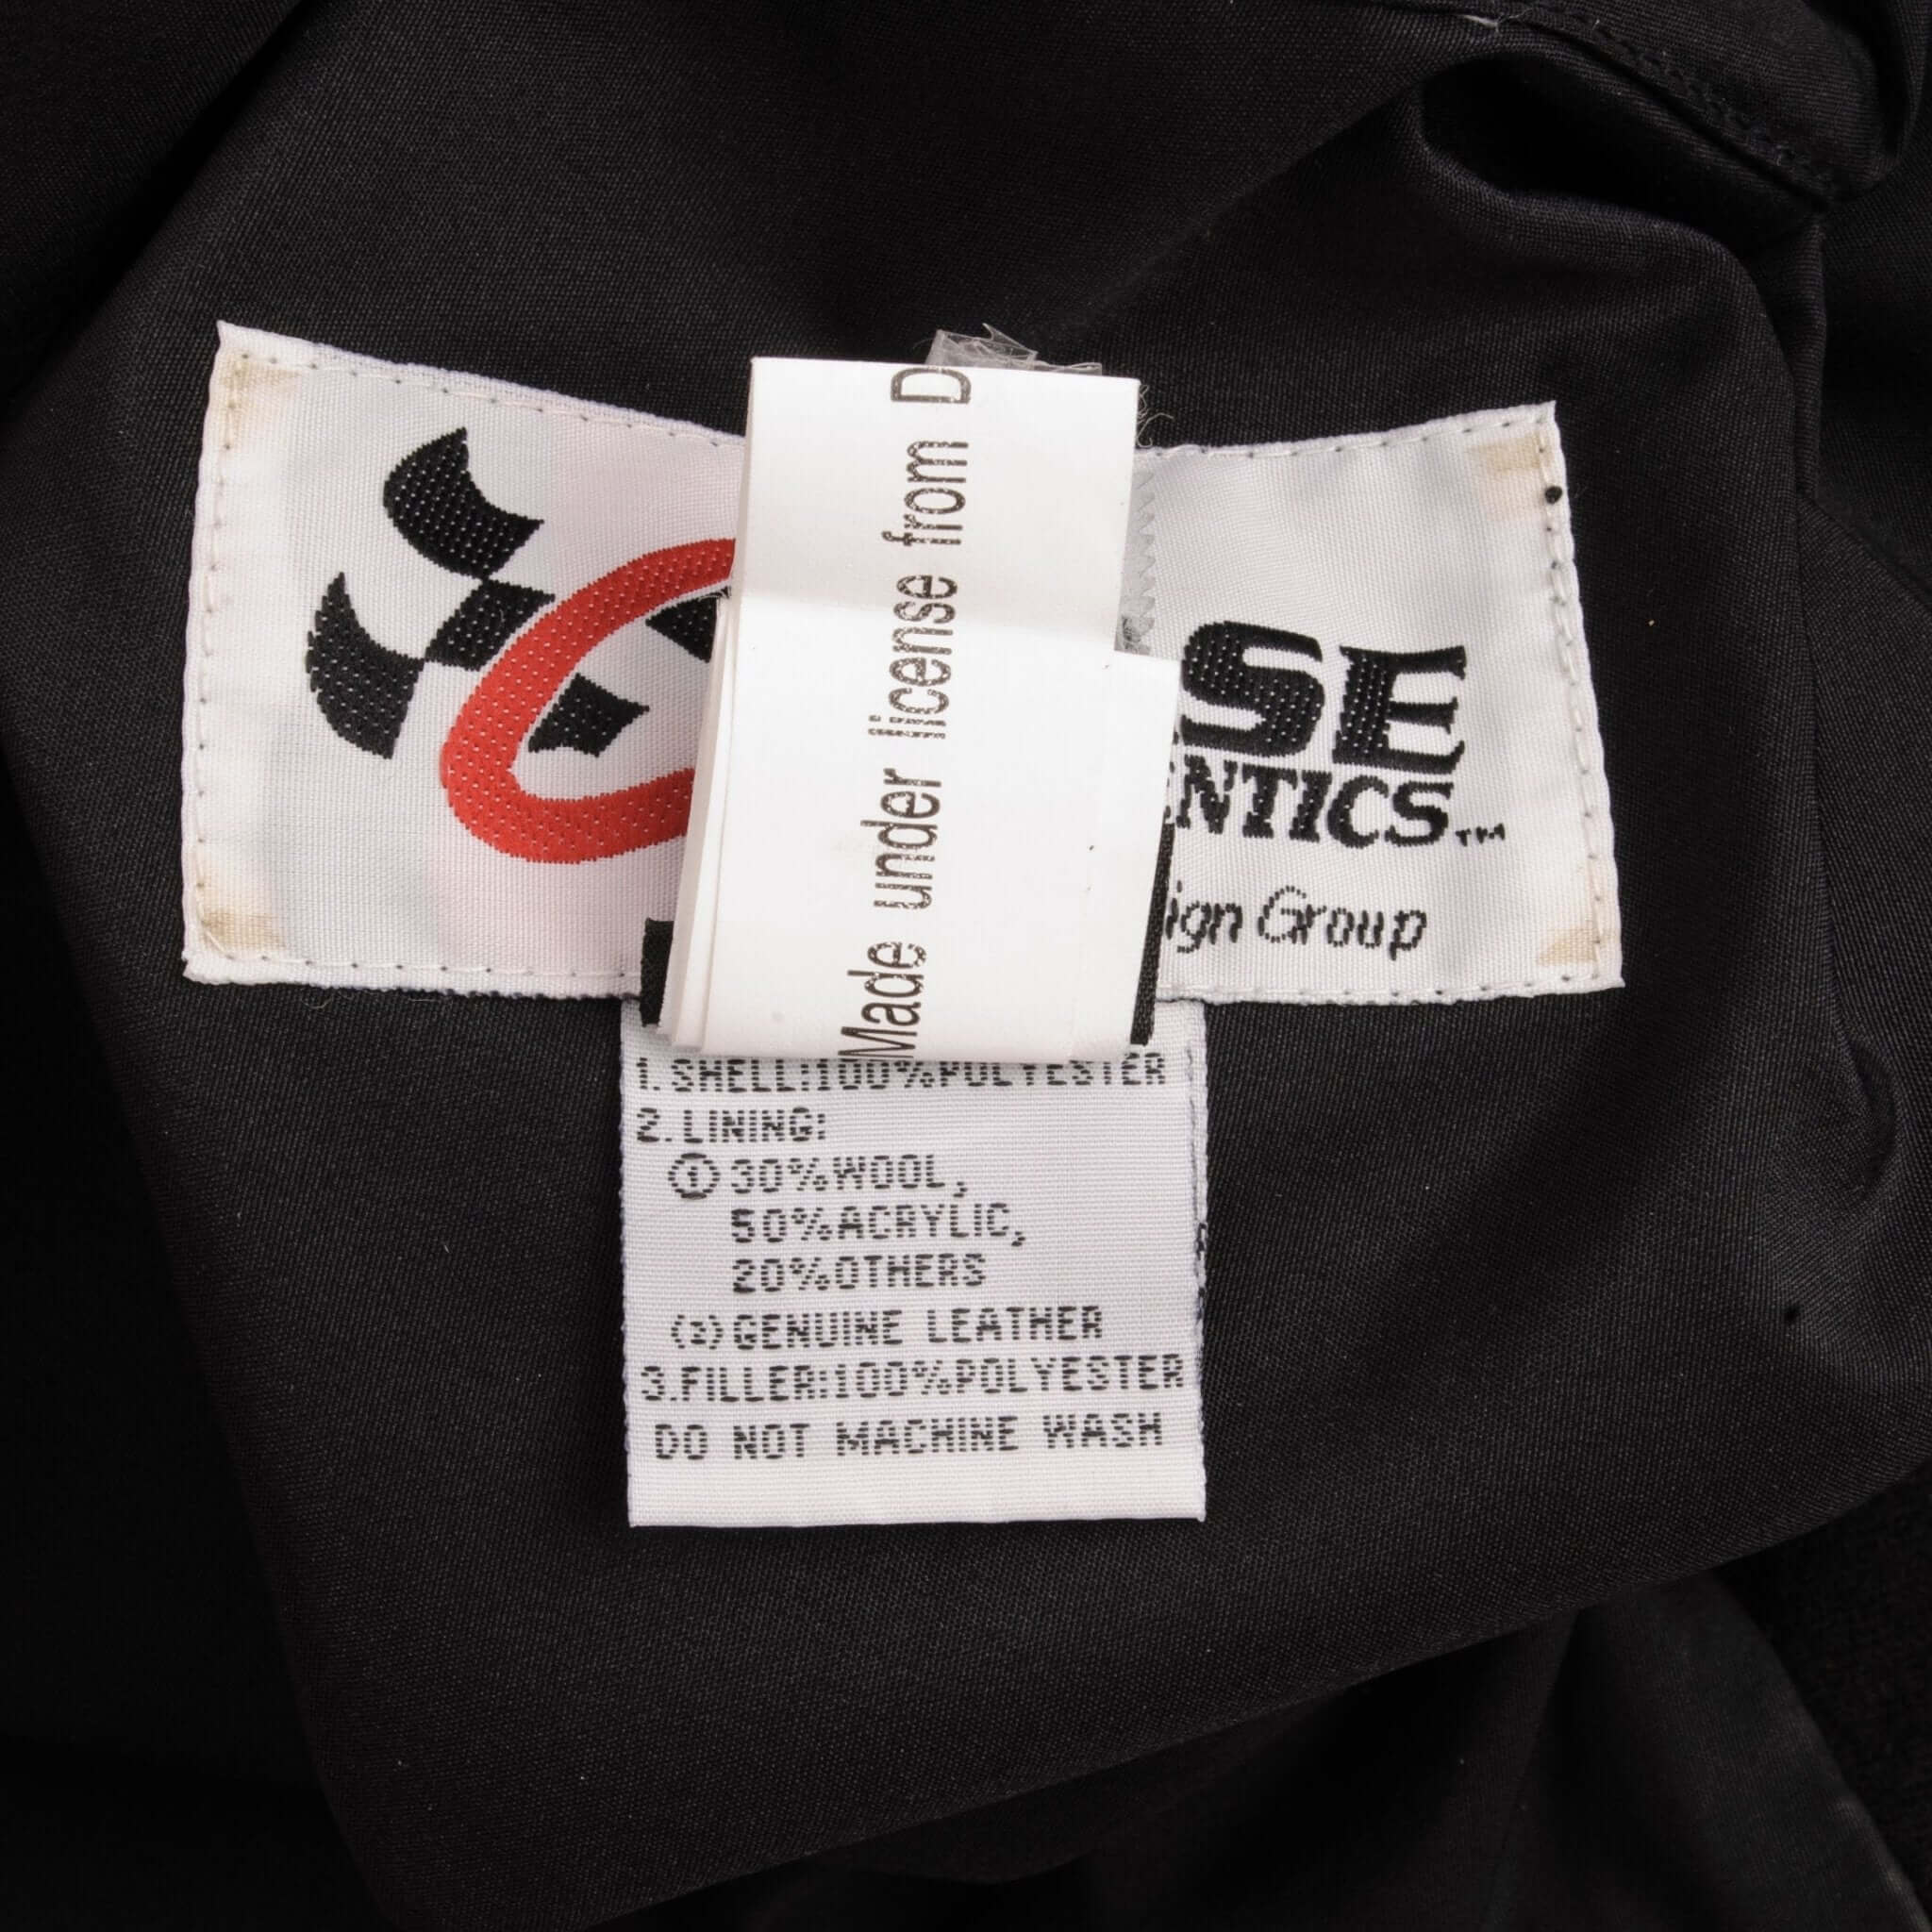 Made under license from D
SE
ENTICS™
ign Group
1. SHELL:100%POLYESTER
2. LINING:
① 30%WOOL,
50%ACRYLIC,
20%OTHERS
(2) GENUINE LEATHER
3.FILLER:100%POLYESTER
DO NOT MACHINE WASH